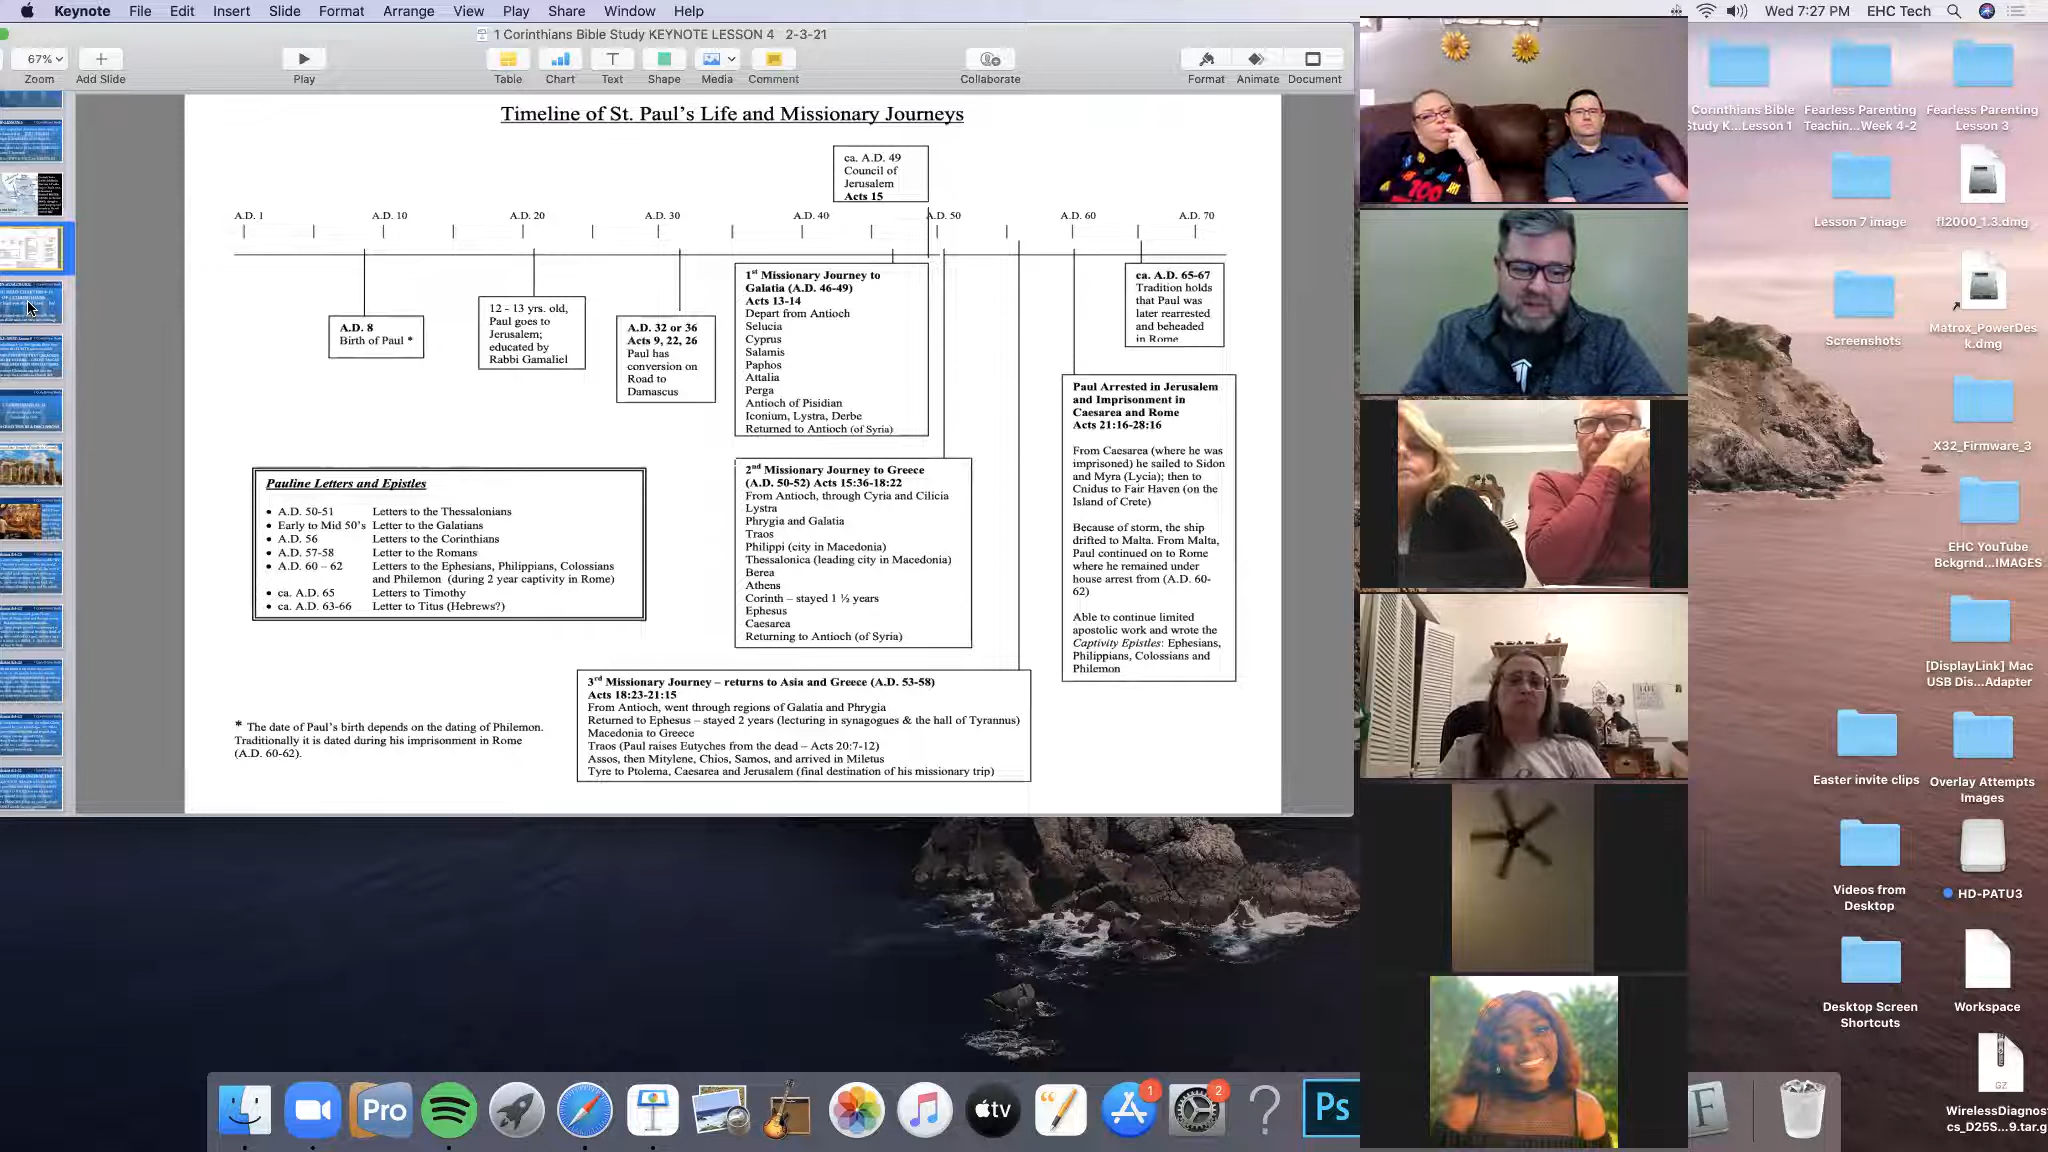 Keynote File Edit Insert Slide Format Arrange View Play Share Window Help
Wed 7:27 PM EHC Tech
1 Corinthians Bible Study KEYNOTE LESSON 4 2-3-21
67%
Zoom Add Slide Play Table Chart Text Shape Media Comment Collaborate Format Animate Document
Timeline of St. Paul's Life and Missionary Journeys
ca. A.D. 49
Council of
Jerusalem
Acts 15
A.D. 1 A.D. 10 A.D. 20 A.D. 30 A.D. 40 A.D. 50 A.D. 60 A.D. 70
A.D. 8
Birth of Paul *
12 - 13 yrs. old,
Paul goes to
Jerusalem;
educated by
Rabbi Gamaliel
A.D. 32 or 36
Acts 9, 22, 26
Paul has
conversion on
Road to
Damascus
1st Missionary Journey to
Galatia (A.D. 46-49)
Acts 13-14
Depart from Antioch
Selucia
Cyprus
Salamis
Paphos
Attalia
Perga
Antioch of Pisidian
Iconium, Lystra, Derbe
Returned to Antioch (of Syria)
ca. A.D. 65-67
Tradition holds
that Paul was
later rearrested
and beheaded
in Rome
Paul Arrested in Jerusalem
and Imprisonment in
Caesarea and Rome
Acts 21:16-28:16
From Caesarea (where he was
imprisoned) he sailed to Sidon
and Myra (Lycia); then to
Cnidus to Fair Haven (on the
Island of Crete)
Because of storm, the ship
drifted to Malta. From Malta,
Paul continued on to Rome
where he remained under
house arrest from (A.D. 60-
62)
Able to continue limited
apostolic work and wrote the
Captivity Epistles: Ephesians,
Philippians, Colossians and
Philemon
2nd Missionary Journey to Greece
(A.D. 50-52) Acts 15:36-18:22
From Antioch, through Cyria and Cilicia
Lystra
Phrygia and Galatia
Traos
Philippi (city in Macedonia)
Thessalonica (leading city in Macedonia)
Berea
Athens
Corinth – stayed 1 ½ years
Ephesus
Caesarea
Returning to Antioch (of Syria)
Pauline Letters and Epistles
• A.D. 50-51 Letters to the Thessalonians
• Early to Mid 50's Letter to the Galatians
• A.D. 56 Letters to the Corinthians
• A.D. 57-58 Letter to the Romans
• A.D. 60 – 62 Letters to the Ephesians, Philippians, Colossians
and Philemon (during 2 year captivity in Rome)
• ca. A.D. 65 Letters to Timothy
• ca. A.D. 63-66 Letter to Titus (Hebrews?)
3rd Missionary Journey – returns to Asia and Greece (A.D. 53-58)
Acts 18:23-21:15
From Antioch, went through regions of Galatia and Phrygia
Returned to Ephesus – stayed 2 years (lecturing in synagogues & the hall of Tyrannus)
Macedonia to Greece
Traos (Paul raises Eutyches from the dead – Acts 20:7-12)
Assos, then Mitylene, Chios, Samos, and arrived in Miletus
Tyre to Ptolema, Caesarea and Jerusalem (final destination of his missionary trip)
* The date of Paul's birth depends on the dating of Philemon.
Traditionally it is dated during his imprisonment in Rome
(A.D. 60-62).
100
Corinthians Bible
Study K...Lesson 1
Fearless Parenting
Teachin...Week 4-2
Fearless Parenting
Lesson 3
Lesson 7 image
fl2000_1.3.dmg
Screenshots
Matrox_PowerDes
k.dmg
X32_Firmware_3
EHC YouTube
Bckgrnd...IMAGES
[DisplayLink] Mac
USB Dis...Adapter
Easter invite clips
Overlay Attempts
Images
Videos from
Desktop
HD-PATU3
Desktop Screen
Shortcuts
Workspace
GZ
WirelessDiagnos
cs_D25S...9.tar.g
Pro
tv
1
2
?
Ps
F